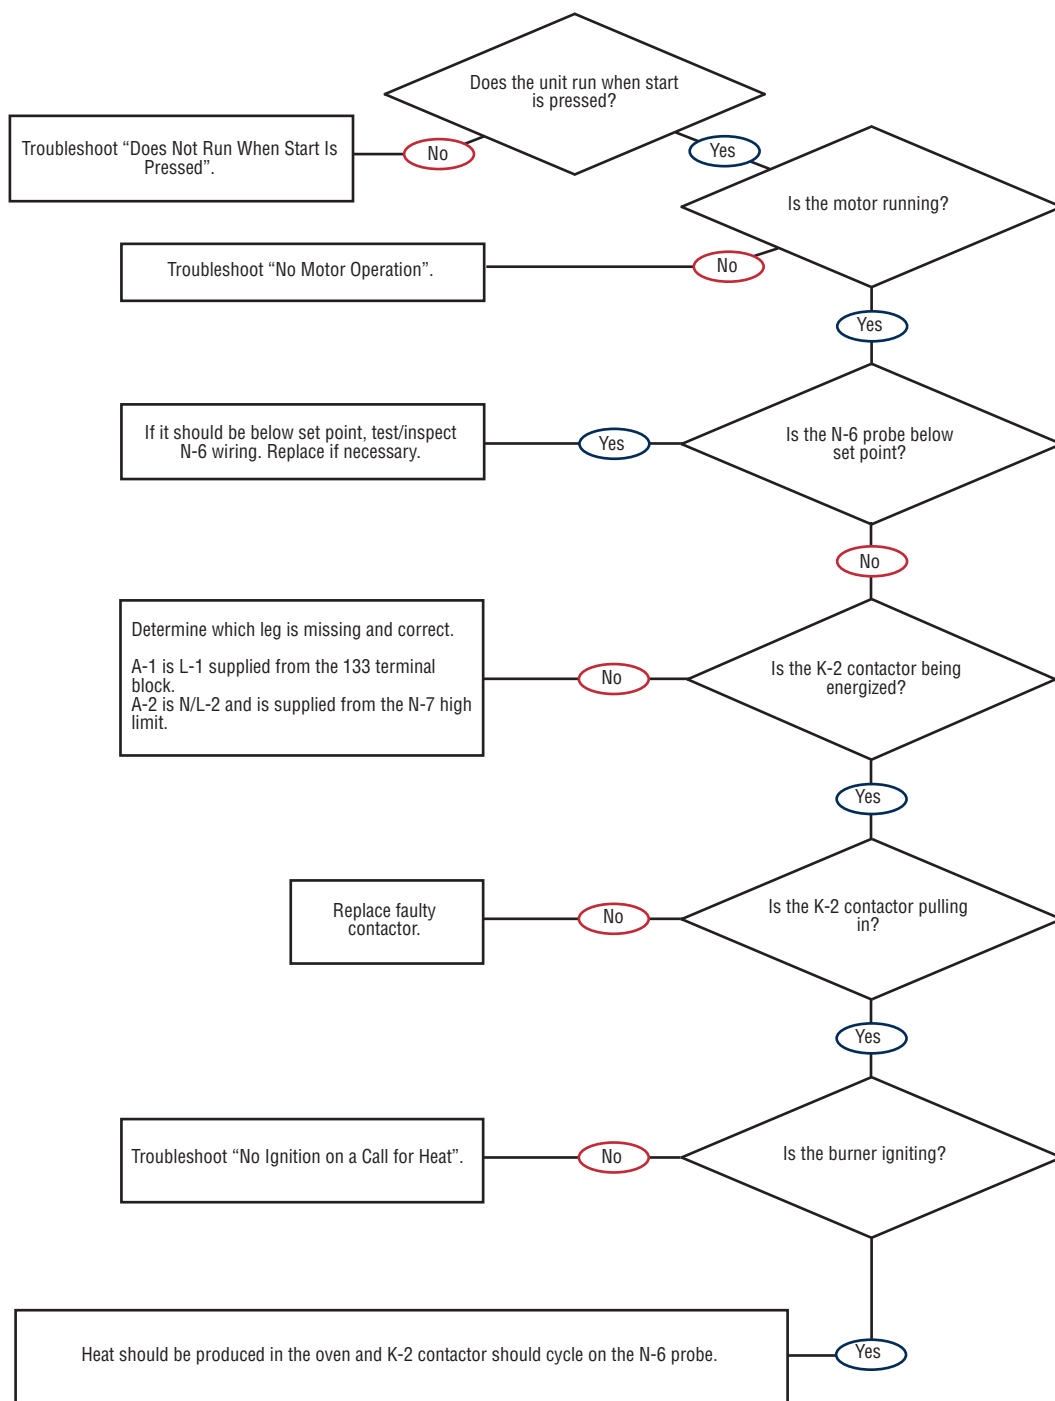 Does the unit run when start
is pressed?
No
Yes
Troubleshoot “Does Not Run When Start Is
Pressed”.
Is the motor running?
No
Troubleshoot “No Motor Operation”.
Yes
Is the N-6 probe below
set point?
Yes
If it should be below set point, test/inspect
N-6 wiring. Replace if necessary.
No
Is the K-2 contactor being
energized?
No
Determine which leg is missing and correct.
A-1 is L-1 supplied from the 133 terminal
block.
A-2 is N/L-2 and is supplied from the N-7 high
limit.
Yes
Is the K-2 contactor pulling
in?
No
Replace faulty
contactor.
Yes
Is the burner igniting?
No
Troubleshoot “No Ignition on a Call for Heat”.
Yes
Heat should be produced in the oven and K-2 contactor should cycle on the N-6 probe.